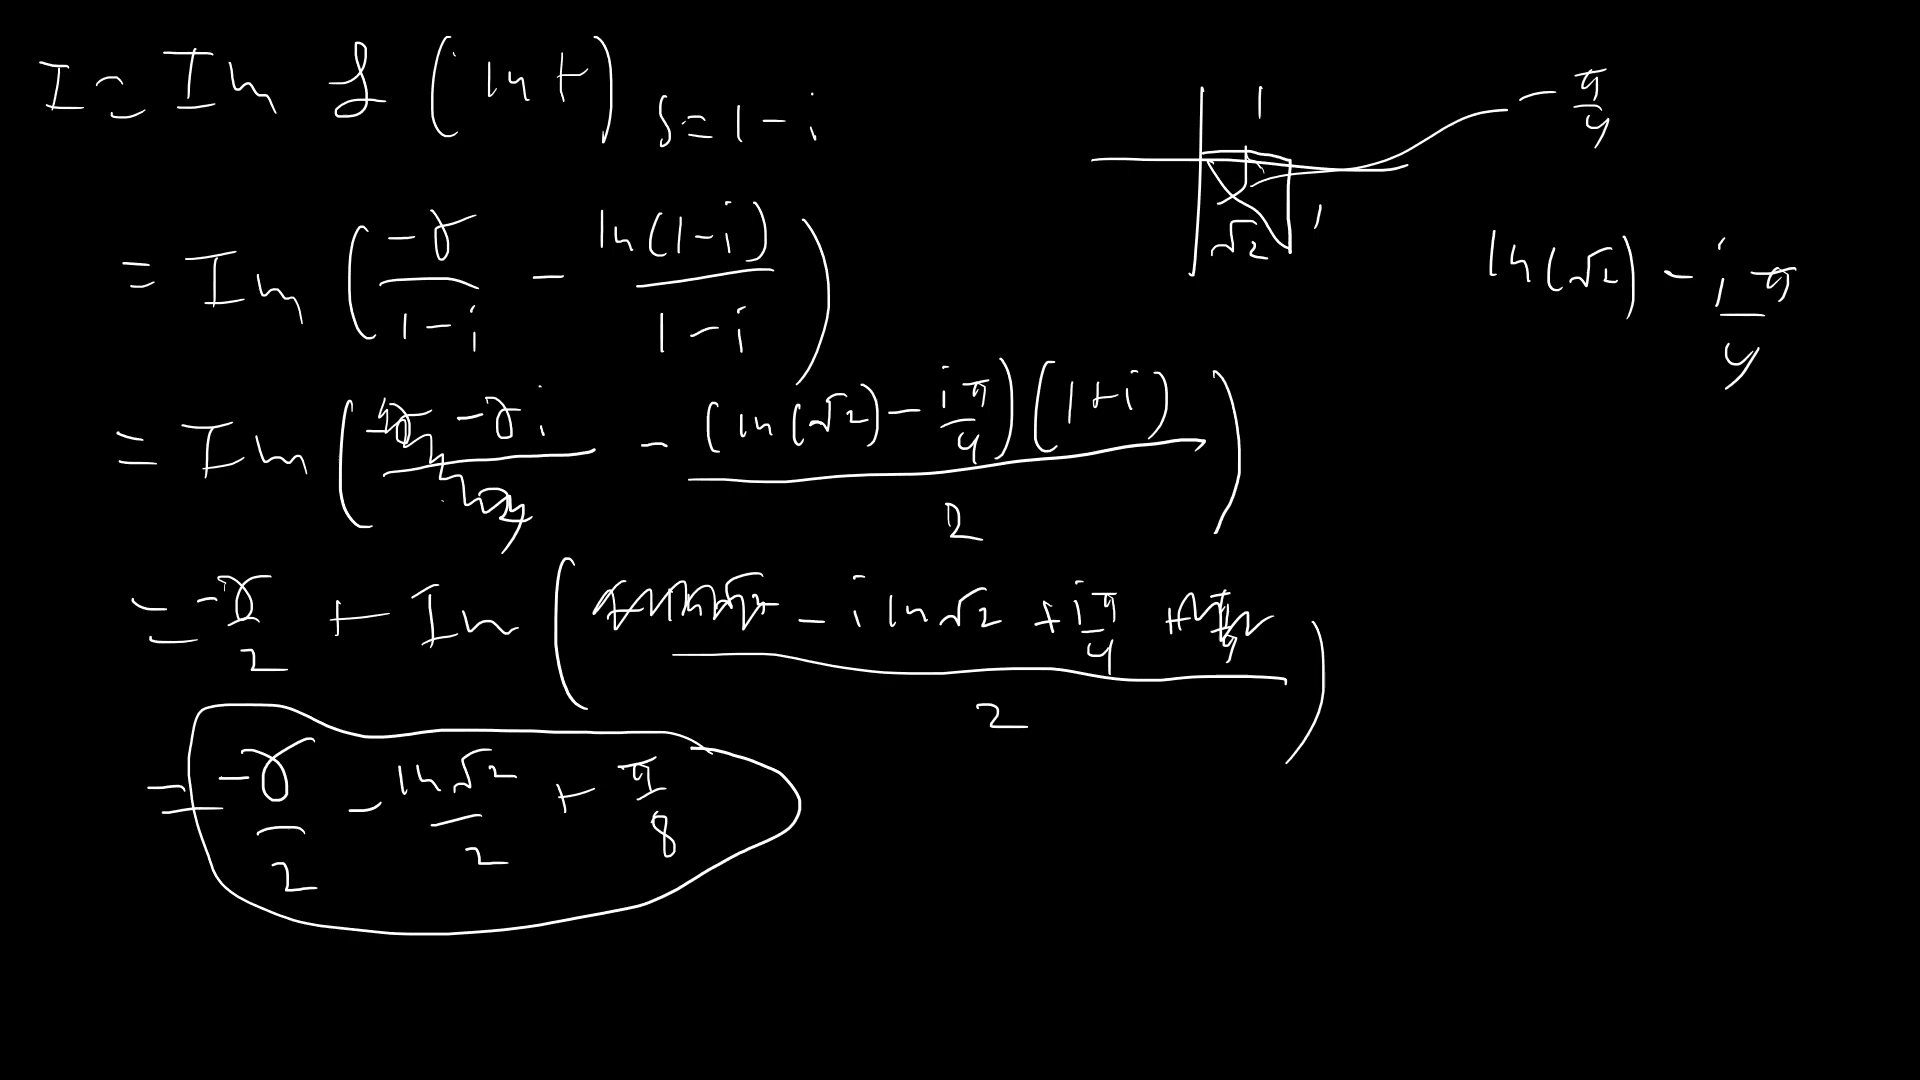 I = Im ℒ(ln t) s=1-i
= Im (-γ/(1-i) - ln(1-i)/(1-i))
= Im (-γi/2 - (ln(√2) - iπ/4)(1+i)/2)
= -γ/2 + Im ((- i ln√2 + iπ/4)/2)
= -γ/2 - ln√2/2 + π/8
1
-π/4
1
√2
ln(√2) - iπ/4